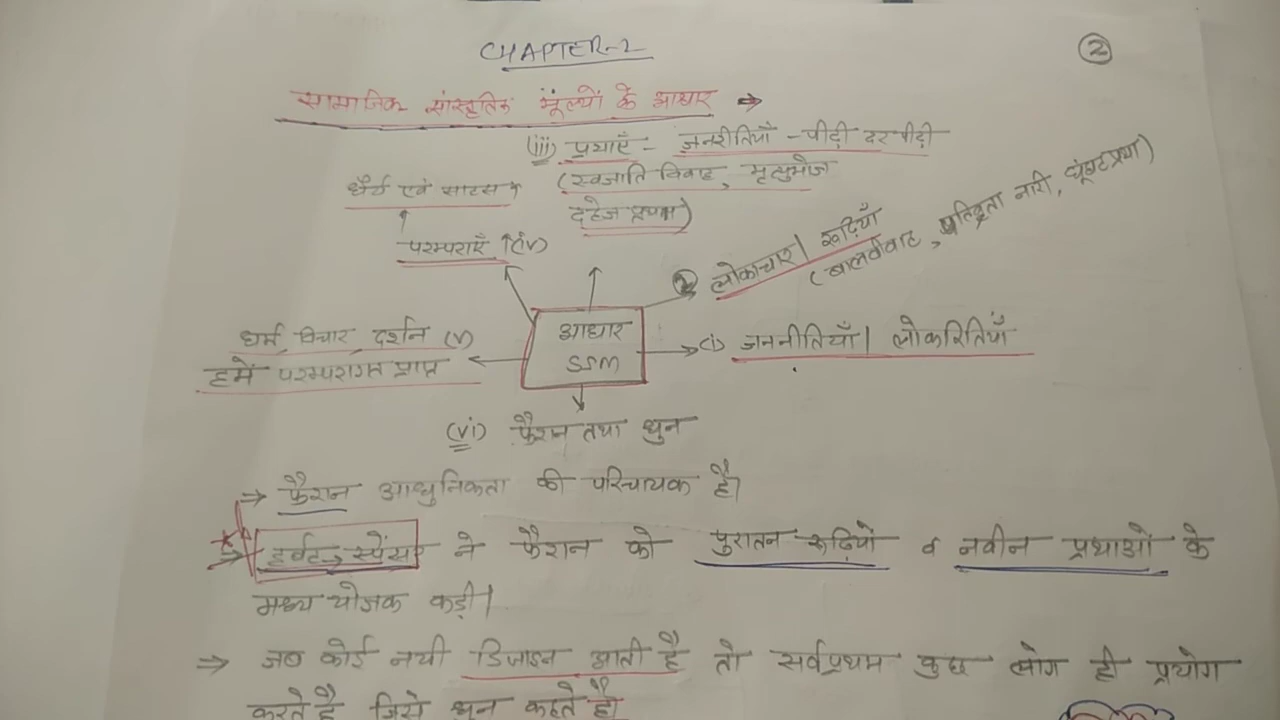 CHAPTER-2
2
सामाजिक सांस्कृतिक मूल्यों के आधार ⇒
(iii) प्रथाएँ - जनरीतियाँ - पीढ़ी दर पीढ़ी
(स्वजाति विवाह, मृत्युभोज
दहेज प्रथा)
धैर्य एवं साहस
परम्पराएँ (iv)
2 लोकाचार / रूढ़ियाँ
(बालविवाह, पतिव्रता नारी, घूंघट प्रथा)
आधार
SSM
(i) जननीतियाँ / लोकरितियाँ
धर्म, विचार, दर्शन (v)
हमें परम्परागत प्राप्त
(vi) फैशन तथा धुन
⇒ फैशन आधुनिकता की परिचायक है।
⇒ हर्बर्ट स्पेंसर ने फैशन को पुरातन रूढ़ियों व नवीन प्रथाओं के
मध्य योजक कड़ी।
⇒ जब कोई नयी डिजाइन आती है तो सर्वप्रथम कुछ लोग ही प्रयोग
करते है जिसे धुन कहते है।